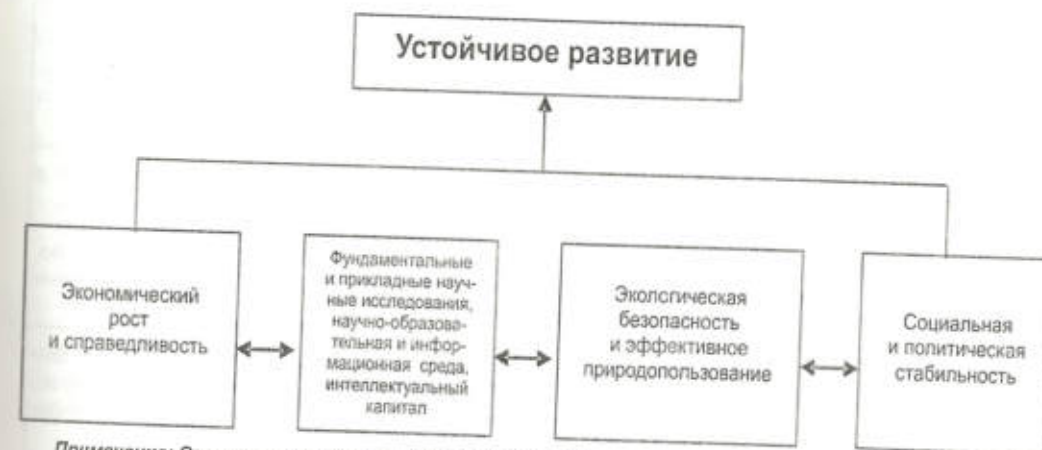 Устойчивое развитие
Экономический
рост
и справедливость
Фундаментальные
и прикладные науч-
ные исследования,
научно-образова-
тельная и инфор-
мационная среда,
интеллектуальный
капитал
Экологическая
безопасность
и эффективное
природопользование
Социальная
и политическая
стабильность